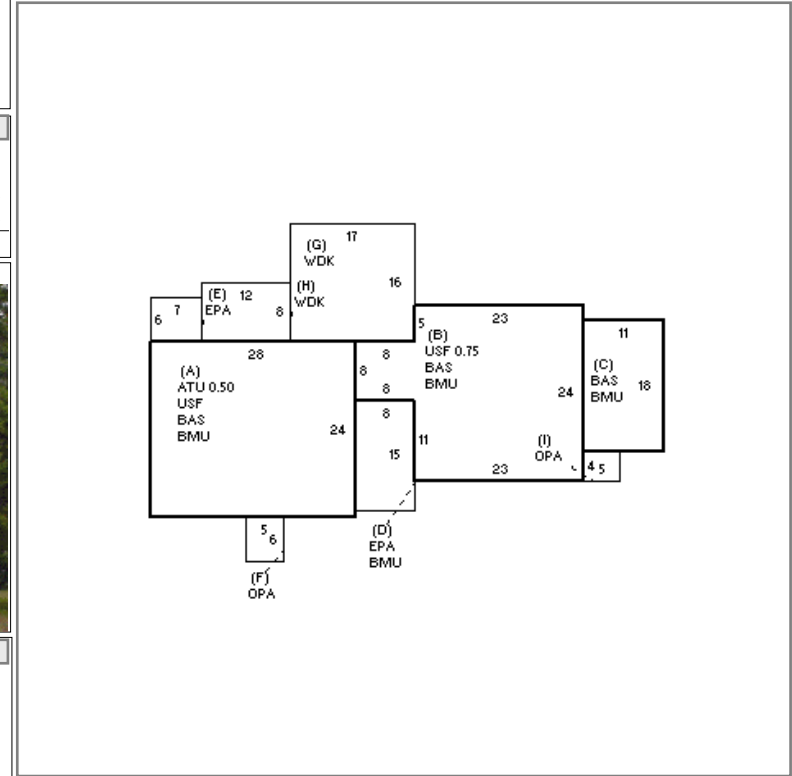 17
(G)
WDK
16
(H)
WDK
(E) 12
EPA
8
7
6
5
23
(B)
USF 0.75
BAS
BMU
24
11
(C)
BAS
BMU
18
28
(A)
ATU 0.50
USF
BAS
BMU
24
8
8
8
8
15
11
(I)
OPA
23
4 5
5
6
(D)
EPA
BMU
(F)
OPA